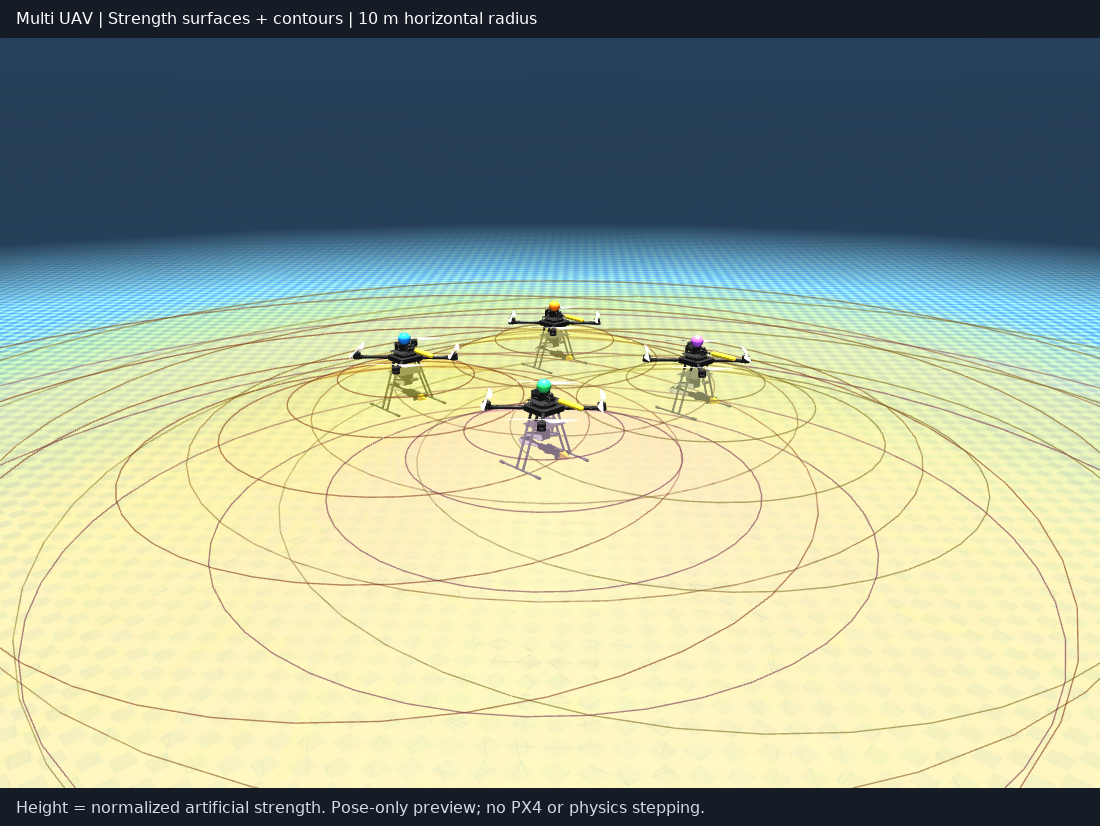 Multi UAV | Strength surfaces + contours | 10 m horizontal radius
Height = normalized artificial strength. Pose-only preview; no PX4 or physics stepping.